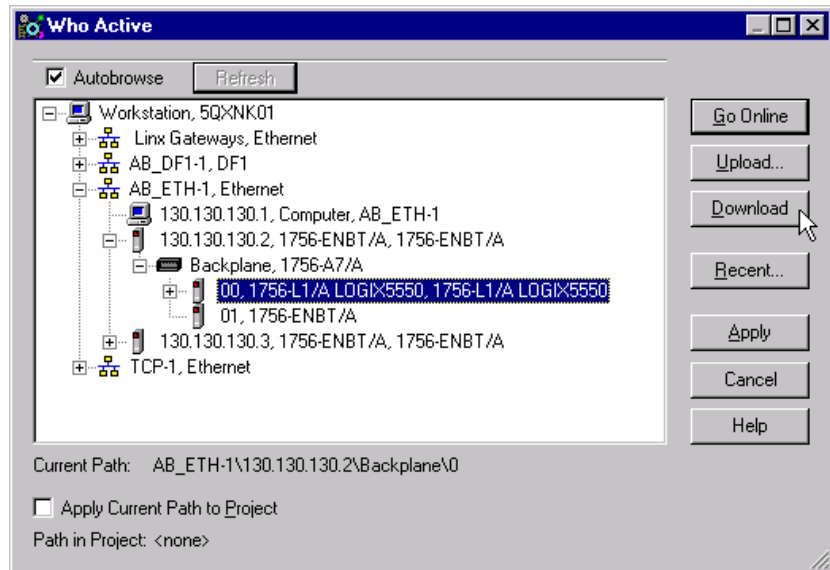 Who Active
Autobrowse
Refresh
Workstation, 5QXNK01
Linx Gateways, Ethernet
AB_DF1-1, DF1
AB_ETH-1, Ethernet
130.130.130.1, Computer, AB_ETH-1
130.130.130.2, 1756-ENBT/A, 1756-ENBT/A
Backplane, 1756-A7/A
00, 1756-L1/A LOGIX5550, 1756-L1/A LOGIX5550
01, 1756-ENBT/A
130.130.130.3, 1756-ENBT/A, 1756-ENBT/A
TCP-1, Ethernet
Go Online
Upload...
Download
Recent...
Apply
Cancel
Help
Current Path: AB_ETH-1\130.130.130.2\Backplane\0
Apply Current Path to Project
Path in Project: <none>